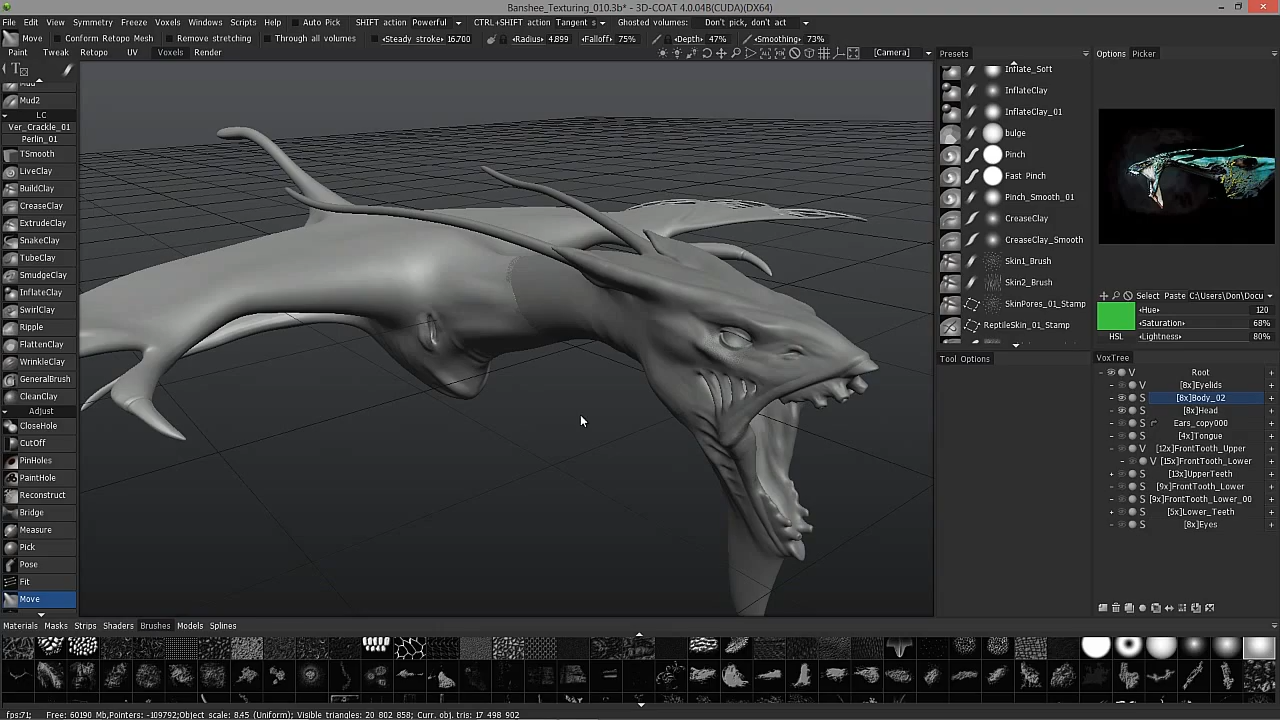 Banshee_Texturing_010.3b* - 3D-COAT 4.0.04B(CUDA)(DX64)
File Edit View Symmetry Freeze Voxels Windows Scripts Help Auto Pick SHIFT action Powerful CTRL+SHIFT action Tangent s Ghosted volumes: Don't pick, don't act
Move Conform Retopo Mesh Remove stretching Through all volumes Steady stroke 16.700 Radius 4.899 Falloff 75% Depth 47% Smoothing 73%
Paint Tweak Retopo UV Voxels Render
[Camera]
Mud2
LC
Ver_Crackle_01
Perlin_01
TSmooth
LiveClay
BuildClay
CreaseClay
ExtrudeClay
SnakeClay
TubeClay
SmudgeClay
InflateClay
SwirlClay
Ripple
FlattenClay
WrinkleClay
GeneralBrush
CleanClay
Adjust
CloseHole
CutOff
PinHoles
PaintHole
Reconstruct
Bridge
Measure
Pick
Pose
Fit
Move
Presets
Inflate_Soft
InflateClay
InflateClay_01
bulge
Pinch
Fast Pinch
Pinch_Smooth_01
CreaseClay
CreaseClay_Smooth
Skin1_Brush
Skin2_Brush
SkinPores_01_Stamp
ReptileSkin_01_Stamp
Tool Options
Options Picker
Select Paste C:\Users\Don\Docu
Hue 120
Saturation 68%
HSL Lightness 80%
VoxTree
V Root
V [8x]Eyelids
S [8x]Body_02
S [8x]Head
S Ears_copy000
S [4x]Tongue
V [12x]FrontTooth_Upper
V [15x]FrontTooth_Lower
S [13x]UpperTeeth
S [9x]FrontTooth_Lower
S [9x]FrontTooth_Lower_00
S [5x]Lower_Teeth
S [8x]Eyes
Materials Masks Strips Shaders Brushes Models Splines
fps:71; Free: 60190 Mb,Pointers: -109792;Object scale: 8.45 (Uniform); Visible triangles: 20 802 858; Curr. obj. tris: 17 498 902